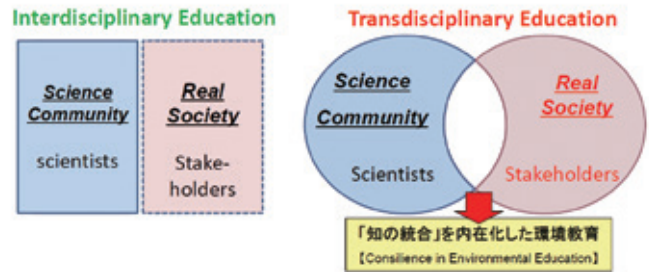 Interdisciplinary Education
Science
Community
scientists
Real
Society
Stake-
holders
Transdisciplinary Education
Science
Community
Scientists
Real
Society
Stakeholders
「知の統合」を内在化した環境教育
【Consilience in Environmental Education】